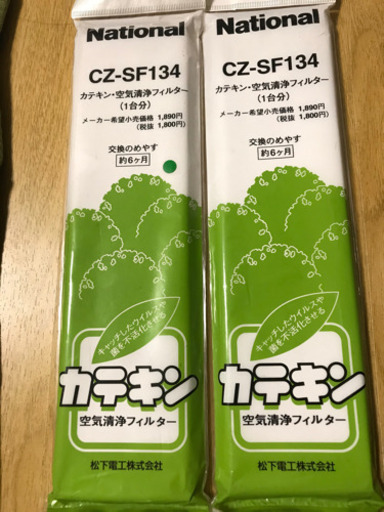 National
CZ-SF134
カテキン・空気清浄フィルター
(1台分)
メーカー希望小売価格 1,890円
(税抜 1,800円)
交換のめやす
約6ヶ月
キャッチしたウイルスや
菌を不活化させる
カテキン
空気清浄フィルター
松下電工株式会社
National
CZ-SF134
カテキン・空気清浄フィルター
(1台分)
メーカー希望小売価格 1,890円
(税抜 1,800円)
交換のめやす
約6ヶ月
キャッチしたウイルスや
菌を不活化させる
カテキン
空気清浄フィルター
松下電工株式会社